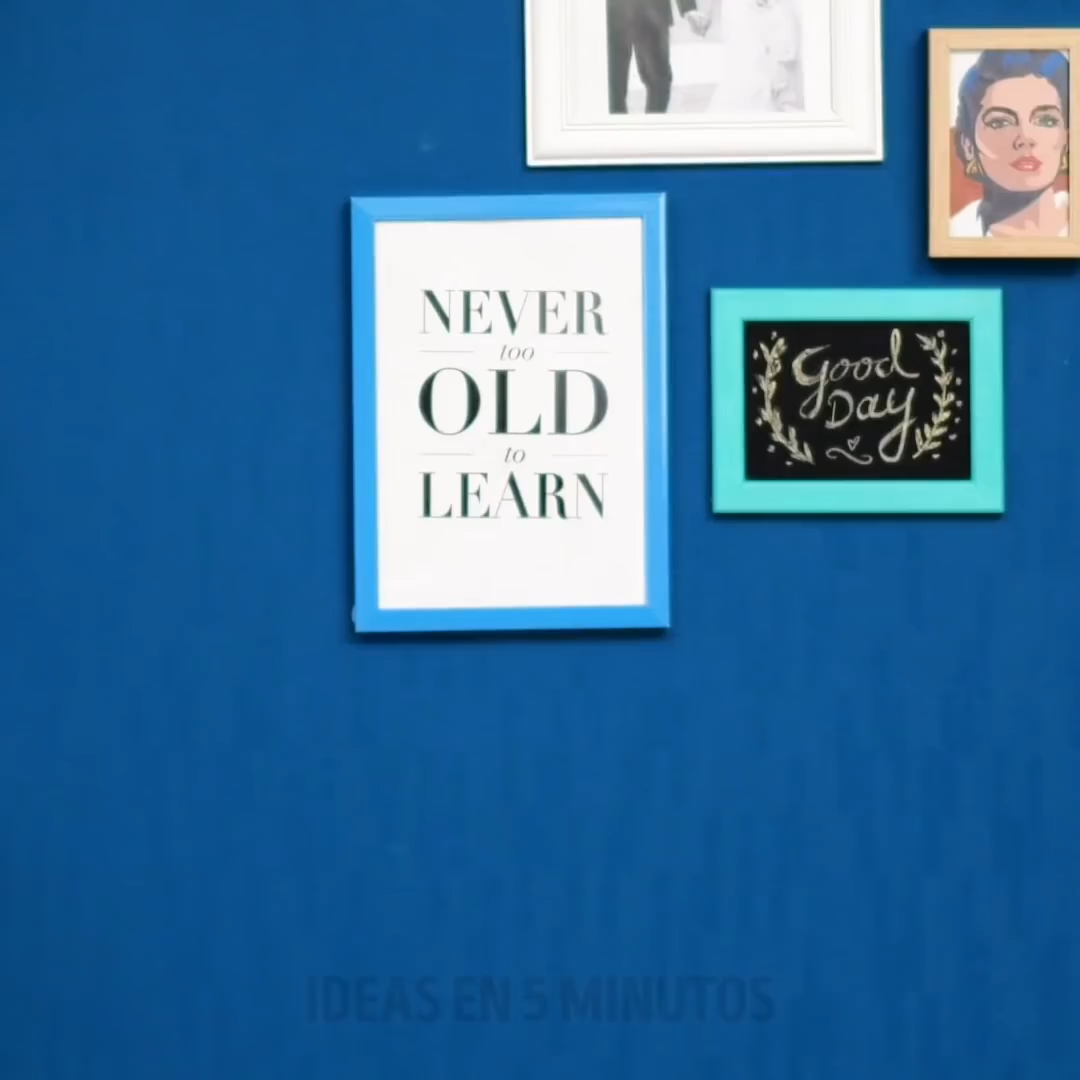 NEVER
too
OLD
to
LEARN
Good
Day
IDEAS EN 5 MINUTOS